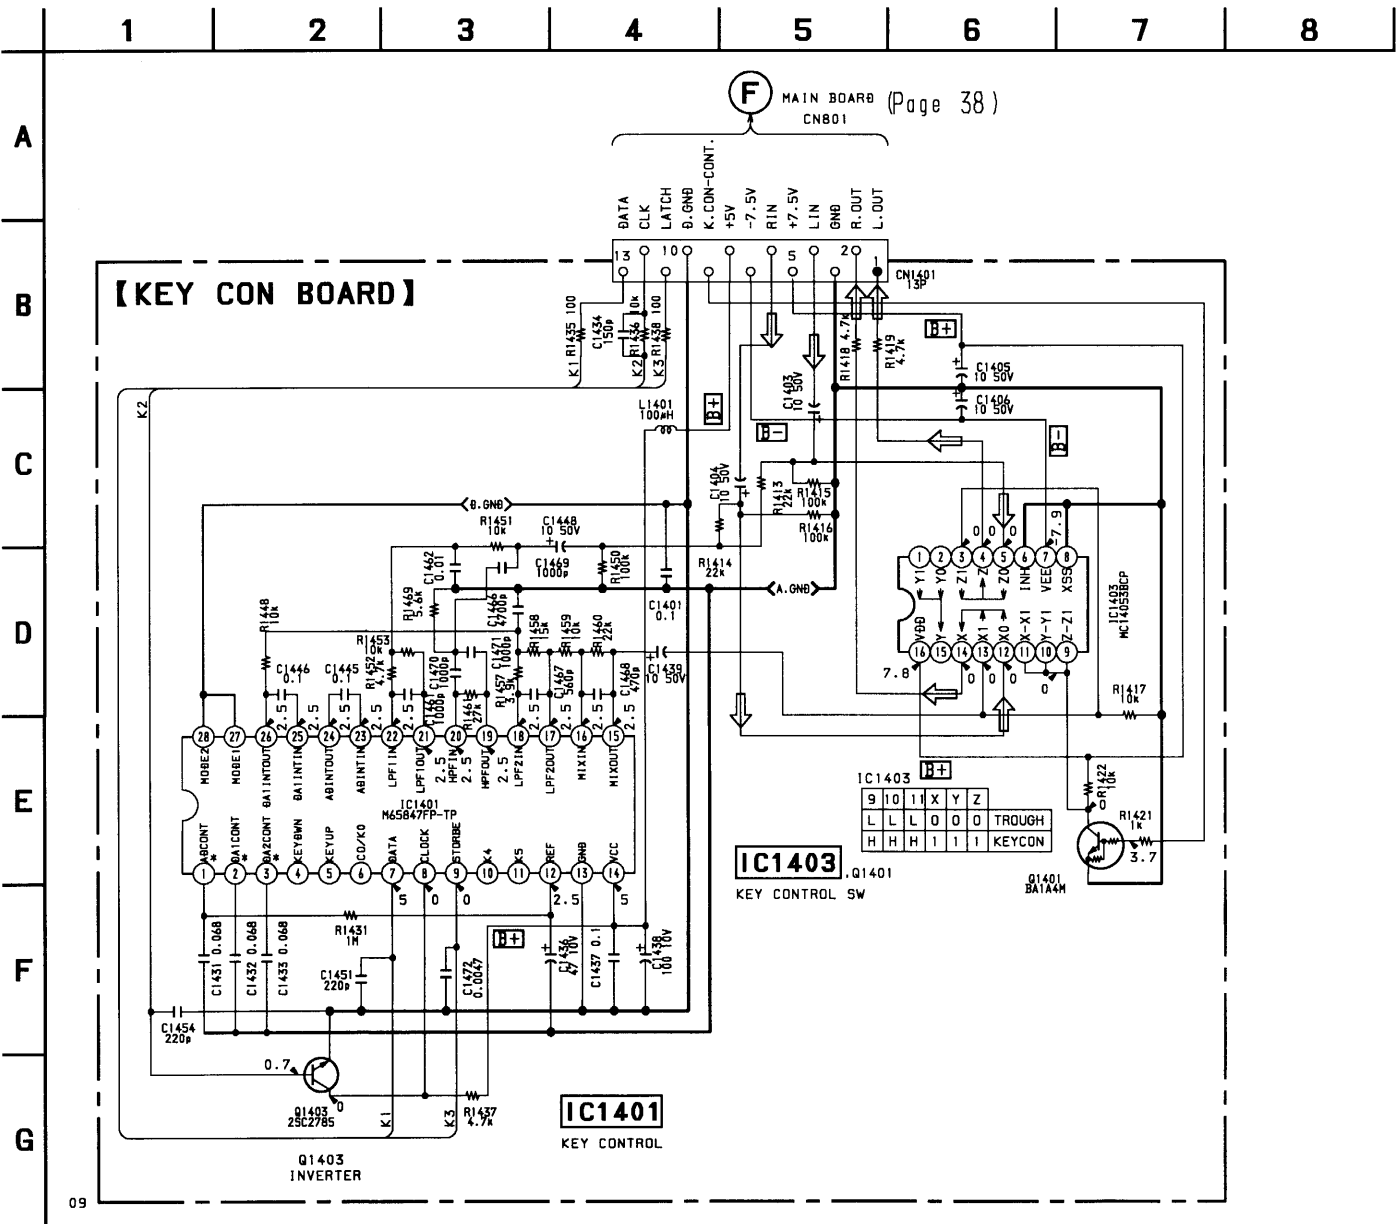 1 2 3 4 5 6 7 8
A
B
C
D
E
F
G
F MAIN BOARD (Page 38)
CN801
DATA
CLK
LATCH
D.GND
K.CON-CONT.
+5V
-7.5V
RIN
+7.5V
LIN
GND
R.OUT
L.OUT
13 10 5 2 1
CN1401
13P
【KEY CON BOARD】
R1435 100
C1434
150p
R1436 10k
R1438 100
K1 K2 K3
K2
L1401
100μH
B+
B-
C1403
10 50V
R1418 4.7k
R1419
4.7k
B+
C1405
10 50V
C1406
10 50V
B-
C1404
10 50V
R1413
22k
R1415
100k
R1416
100k
R1414
22k
<D.GND>
<A.GND>
R1451
10k
C1448
10 50V
C1462
0.01
C1469
1000p
R1450
100k
C1401
0.1
R1469
5.6k
C1466
4700p
R1448
10k
R1453
10k
R1452
4.7k
C1446
0.1
C1445
0.1
C1470
1000p
C1471
1000p
R1457
3.9k
R1458
15k
R1459
10k
R1460
22k
C1467
560p
C1468
470p
C1439
10 50V
1000p
R1461
27k
2.5 2.5 2.5 2.5 2.5 2.5 2.5 2.5 2.5 2.5
28 27 26 25 24 23 22 21 20 19 18 17 16 15
MODE2
MODE1
DA1INTOUT
DA1INTIN
ADINTOUT
ADINTIN
LPF1IN
LPF1OUT
HPFIN
HPFOUT
LPF2IN
LPF2OUT
MIXIN
MIXOUT
IC1401
M65847FP-TP
ADCONT *
DA1CONT *
DA2CONT *
KEYDWN
KEYUP
CD/KO
DATA
CLOCK
STORBE
K4
K5
REF
GND
VCC
1 2 3 4 5 6 7 8 9 10 11 12 13 14
5 0 0 2.5 5
R1431
1M
B+
C1431 0.068
C1432 0.068
C1433 0.068
C1451
220p
C1472
0.0047
C1436
47 10V
C1437 0.1
C1438
100 10V
C1454
220p
0.7
0
Q1403
2SC2785
K1
K3
R1437
4.7k
Q1403
INVERTER
IC1401
KEY CONTROL
-7.9
0 0 0
1 2 3 4 5 6 7 8
Y1 Y0 Z1 Z Z0 INH VEE XSS
VDD Y X X1 X0 X-X1 Y-Y1 Z-Z1
16 15 14 13 12 11 10 9
7.8 0 0 0 0
IC1403
MC14053BCP
R1417
10k
B+
R1422
10k
0
R1421
1k
3.7
Q1401
BA1A4M
IC1403
9 10 11 X Y Z
L L L 0 0 0 TROUGH
H H H 1 1 1 KEYCON
IC1403 .Q1401
KEY CONTROL SW
09